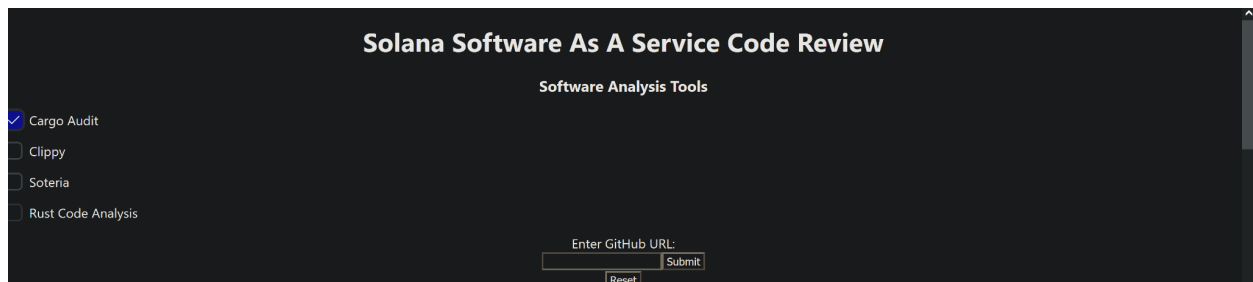 Solana Software As A Service Code Review
Software Analysis Tools
Cargo Audit
Clippy
Soteria
Rust Code Analysis
Enter GitHub URL:
Submit
Reset